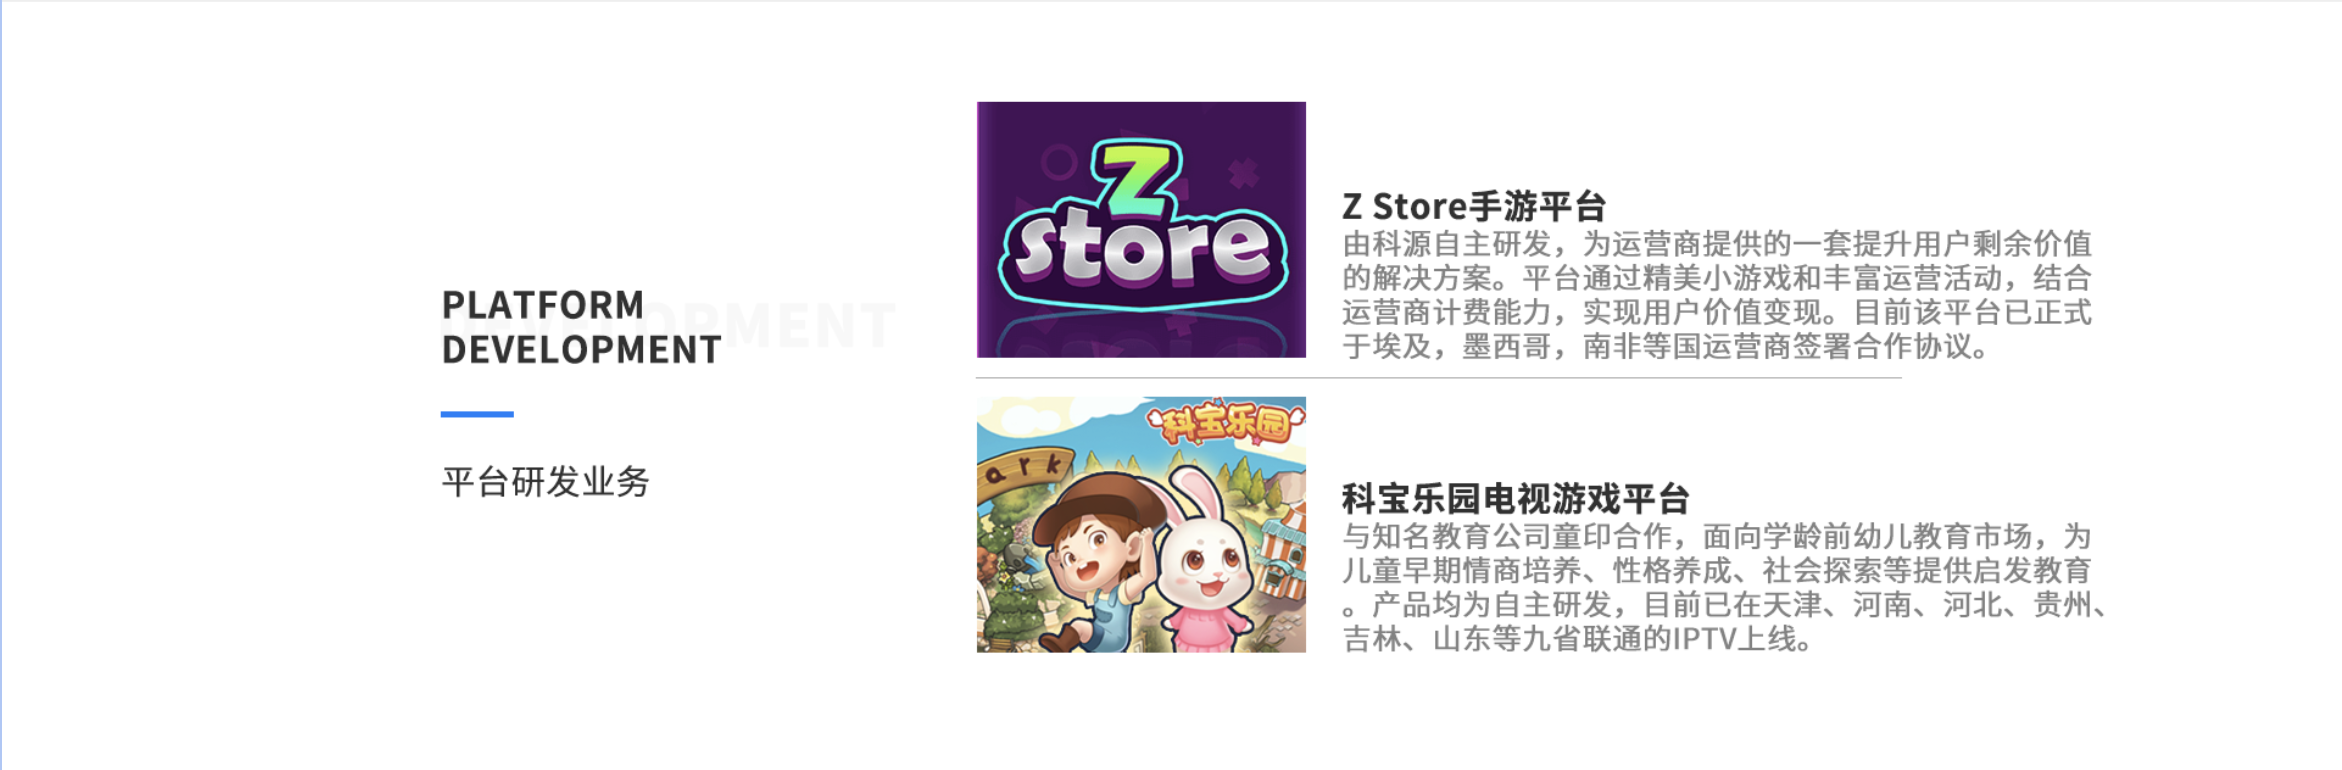 PLATFORM
DEVELOPMENT
DEVELOPMENT
平台研发业务
Z
store
Z Store手游平台
由科源自主研发，为运营商提供的一套提升用户剩余价值
的解决方案。平台通过精美小游戏和丰富运营活动，结合
运营商计费能力，实现用户价值变现。目前该平台已正式
于埃及，墨西哥，南非等国运营商签署合作协议。
科宝乐园
ark
科宝乐园电视游戏平台
与知名教育公司童印合作，面向学龄前幼儿教育市场，为
儿童早期情商培养、性格养成、社会探索等提供启发教育
。产品均为自主研发，目前已在天津、河南、河北、贵州、
吉林、山东等九省联通的IPTV上线。